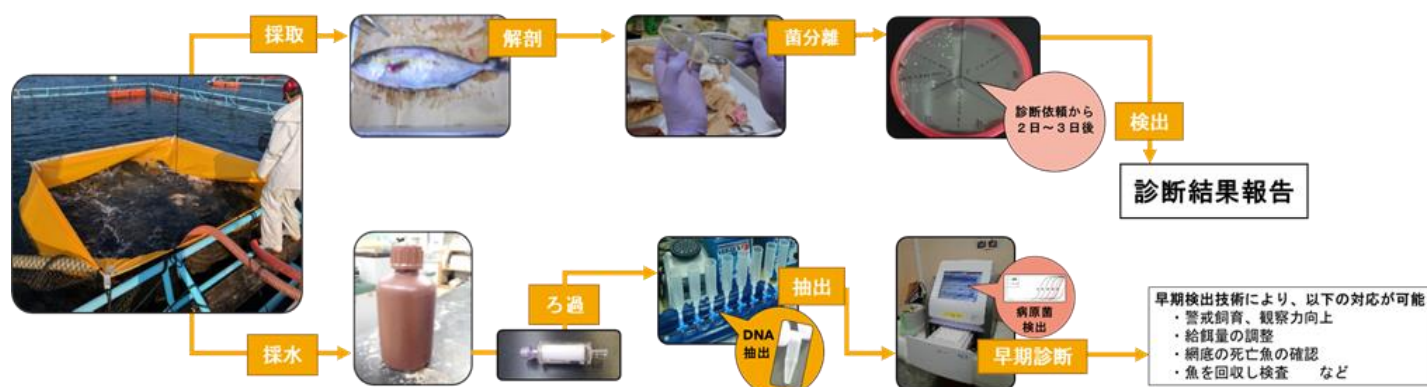 採取
解剖
菌分離
診断依頼から
2日~3日後
検出
診断結果報告
採水
ろ過
DNA
抽出
抽出
病原菌
検出
早期診断
早期検出技術により、以下の対応が可能
・警戒飼育、観察力向上
・給餌量の調整
・網底の死亡魚の確認
・魚を回収し検査 など